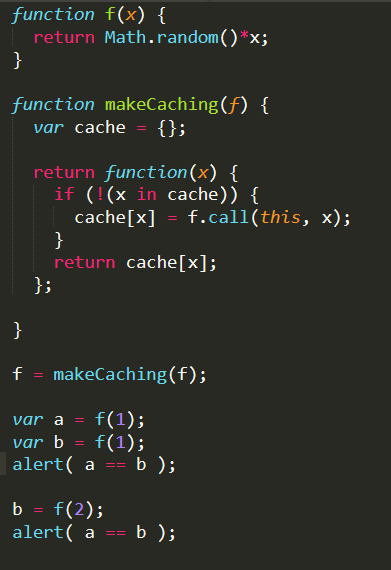 function f(x) {
  return Math.random()*x;
}

function makeCaching(f) {
  var cache = {};

  return function(x) {
    if (!(x in cache)) {
      cache[x] = f.call(this, x);
    }
    return cache[x];
  };

}

f = makeCaching(f);

var a = f(1);
var b = f(1);
alert( a == b );

b = f(2);
alert( a == b );